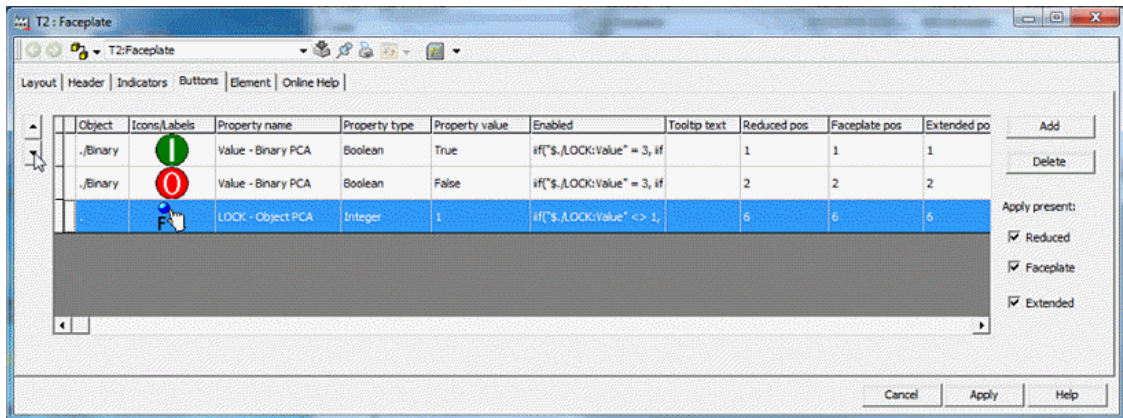 T2 : Faceplate
T2:Faceplate
Layout Header Indicators Buttons Element Online Help
Object Icons/Labels Property name Property type Property value Enabled Tooltip text Reduced pos Faceplate pos Extended po Add
./Binary I Value - Binary PCA Boolean True iif("$./LOCK:Value" = 3, iif 1 1 1
Delete
./Binary O Value - Binary PCA Boolean False iif("$./LOCK:Value" = 3, iif 2 2 2
. F LOCK - Object PCA Integer 1 iif("$./LOCK:Value" <> 1, 6 6 6
Apply present:
Reduced
Faceplate
Extended
Cancel Apply Help